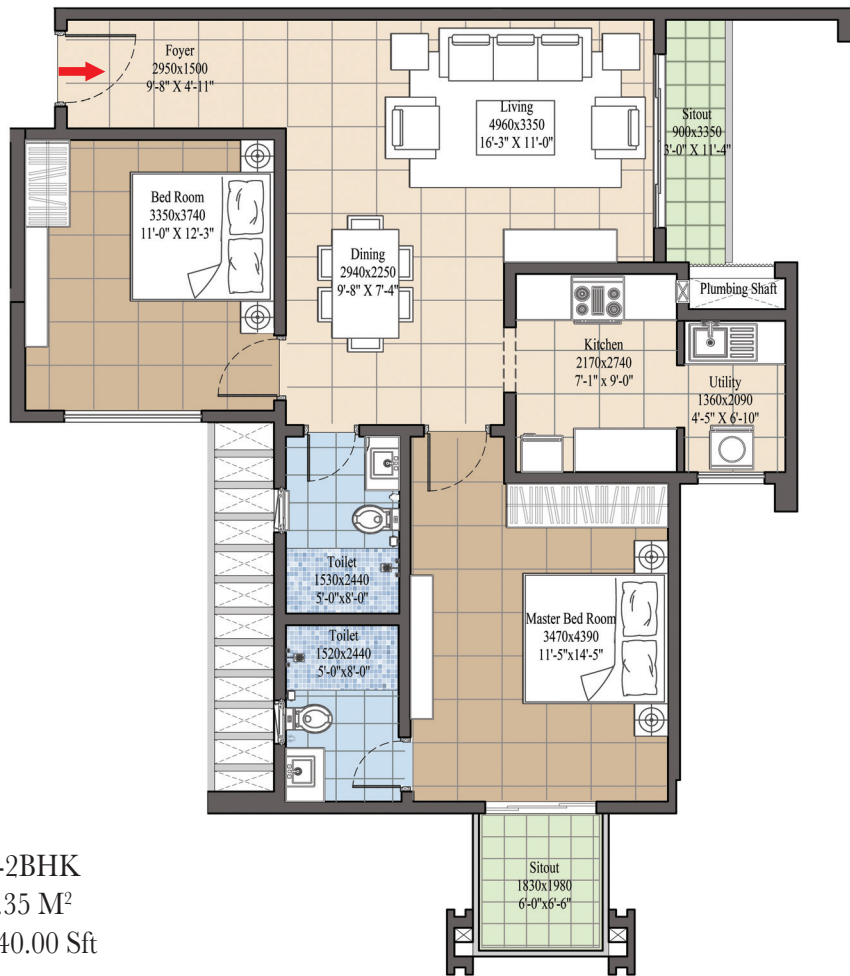 Foyer
2950x1500
9'-8" X 4'-11"
Living
4960x3350
16'-3" X 11'-0"
Sitout
900x3350
3'-0" X 11'-4"
Bed Room
3350x3740
11'-0" X 12'-3"
Dining
2940x2250
9'-8" X 7'-4"
Plumbing Shaft
Kitchen
2170x2740
7'-1" x 9'-0"
Utility
1360x2090
4'-5" X 6'-10"
Toilet
1530x2440
5'-0"x8'-0"
Toilet
1520x2440
5'-0"x8'-0"
Master Bed Room
3470x4390
11'-5"x14'-5"
Sitout
1830x1980
6'-0"x6'-6"
-2BHK
.35 M²
40.00 Sft